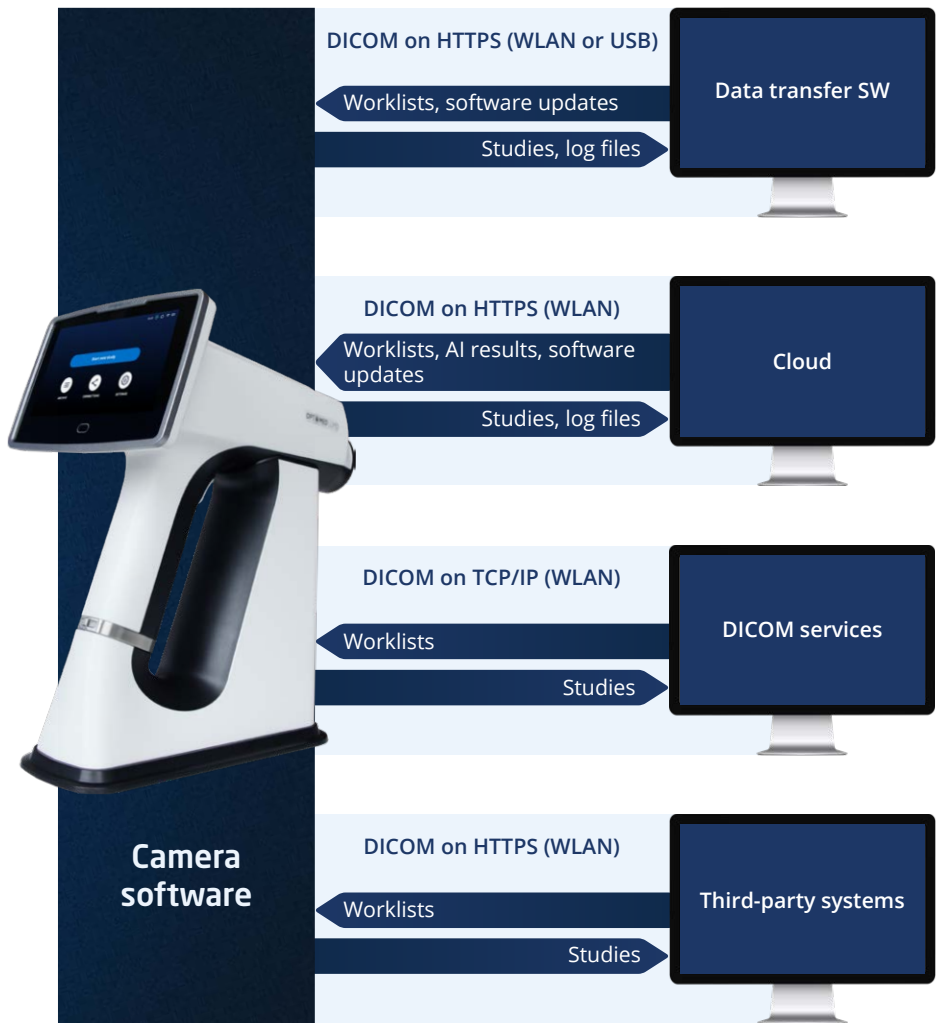 DICOM on HTTPS (WLAN or USB)
Worklists, software updates
Studies, log files
Data transfer SW
DICOM on HTTPS (WLAN)
Worklists, AI results, software
updates
Studies, log files
Cloud
DICOM on TCP/IP (WLAN)
Worklists
Studies
DICOM services
DICOM on HTTPS (WLAN)
Worklists
Studies
Third-party systems
Camera
software